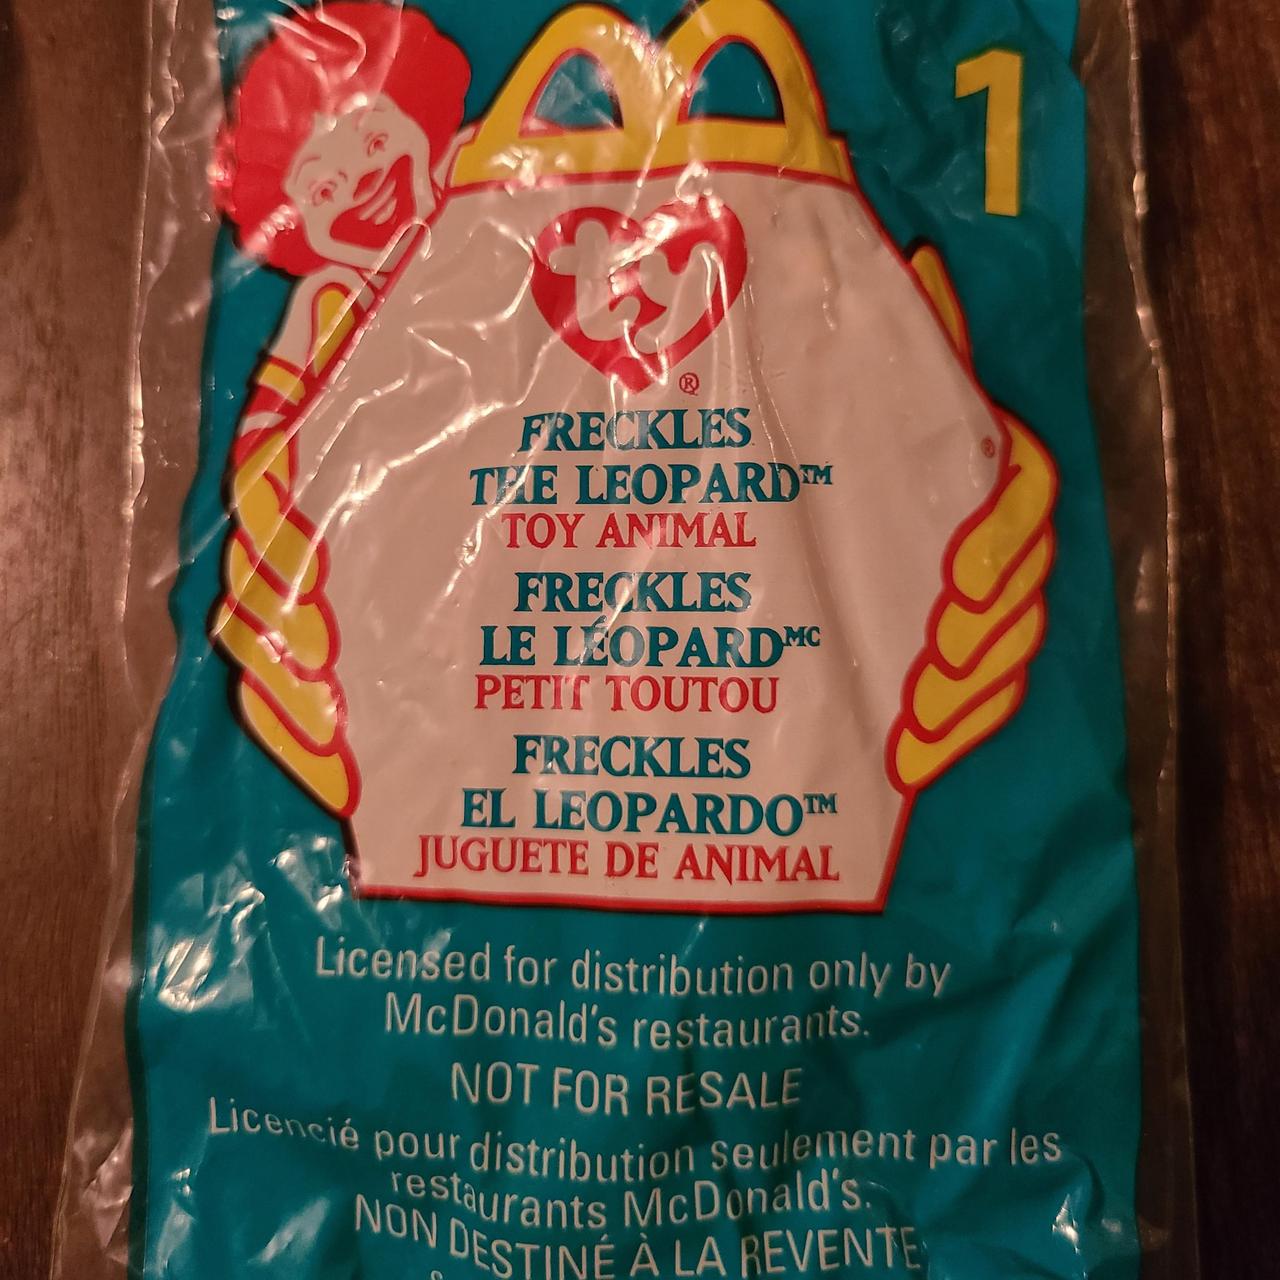 1
ty
®
FRECKLES
THE LEOPARD™
®
TOY ANIMAL
FRECKLES
LE LÉOPARDMC
PETIT TOUTOU
FRECKLES
EL LEOPARDO™
JUGUETE DE ANIMAL
Licensed for distribution only by
McDonald's restaurants.
NOT FOR RESALE
Licencié pour distribution seulement par les
restaurants McDonald's.
NON DESTINÉ À LA REVENTE